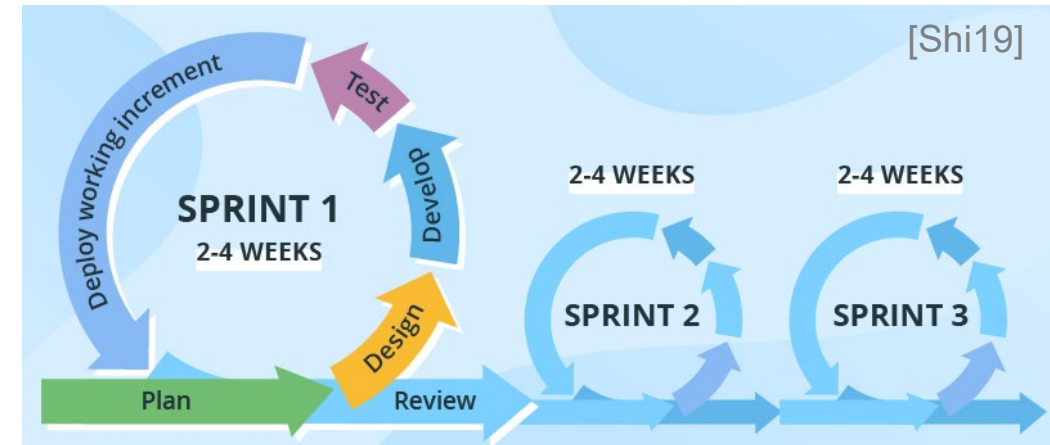 [Shi19]
Deploy working increment
Test
Develop
SPRINT 1
2-4 WEEKS
Design
Plan
Review
2-4 WEEKS
SPRINT 2
2-4 WEEKS
SPRINT 3